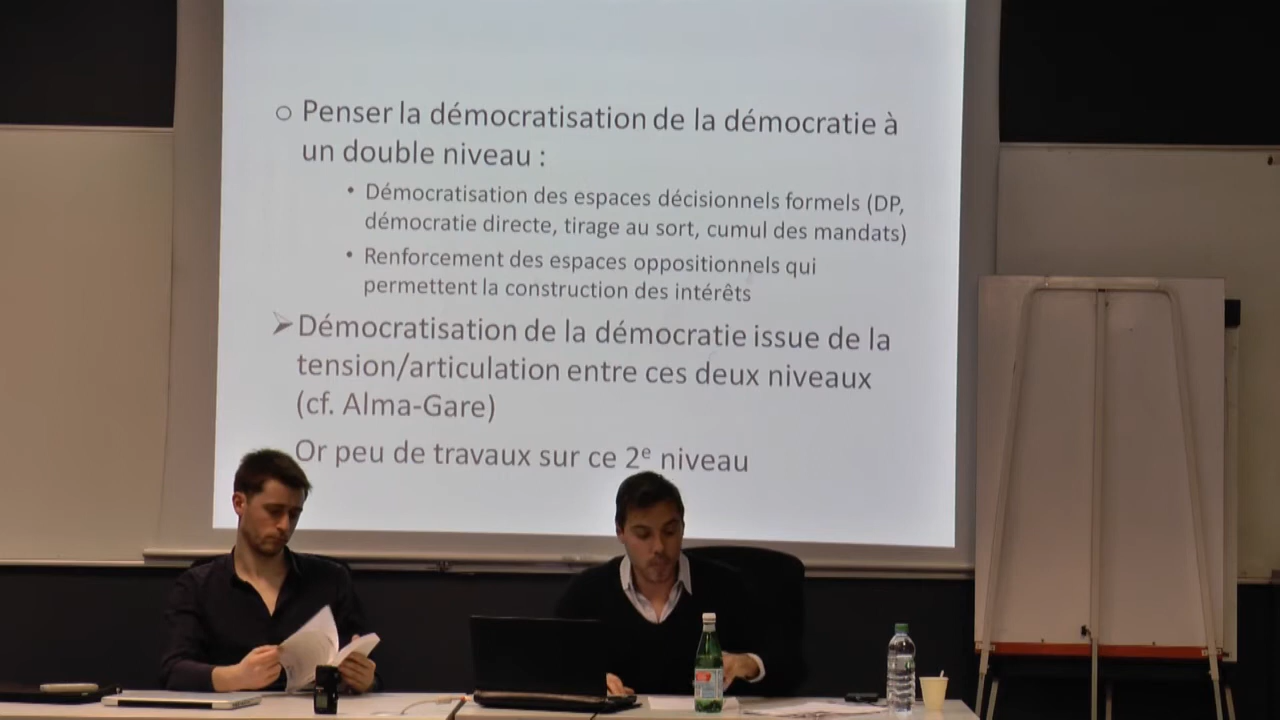 Penser la démocratisation de la démocratie à
un double niveau :
• Démocratisation des espaces décisionnels formels (DP,
démocratie directe, tirage au sort, cumul des mandats)
• Renforcement des espaces oppositionnels qui
permettent la construction des intérêts
Démocratisation de la démocratie issue de la
tension/articulation entre ces deux niveaux
(cf. Alma-Gare)
Or peu de travaux sur ce 2e niveau